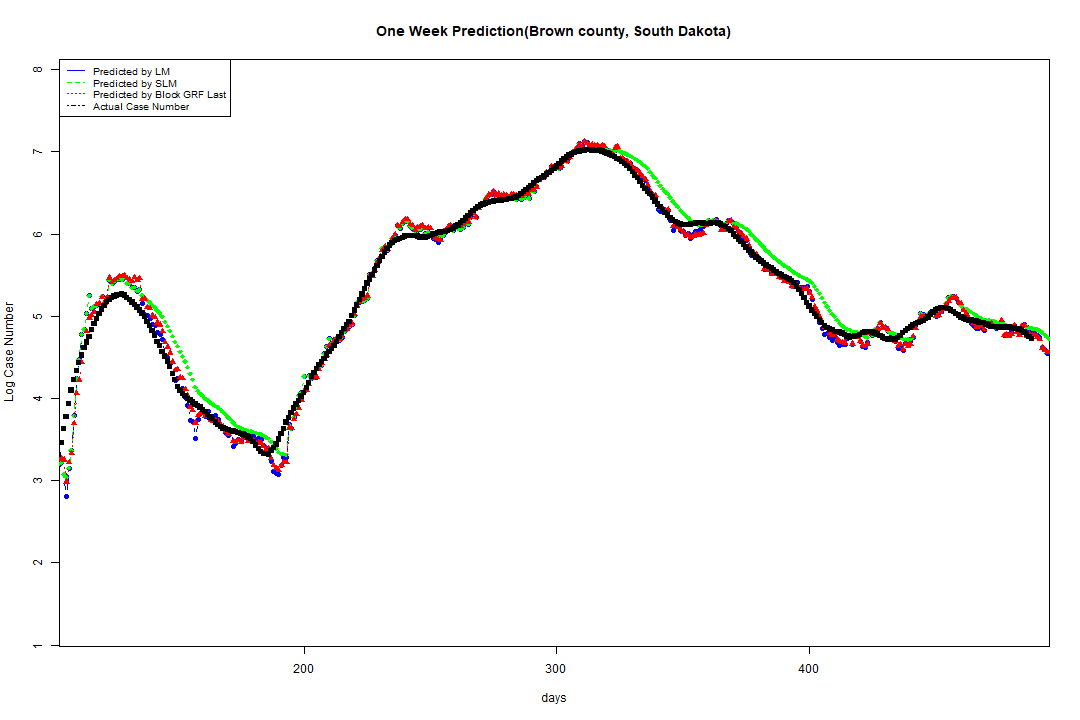 One Week Prediction(Brown county, South Dakota)
Predicted by LM
Predicted by SLM
Predicted by Block GRF Last
Actual Case Number
8
7
6
5
4
3
2
1
Log Case Number
200 300 400
days